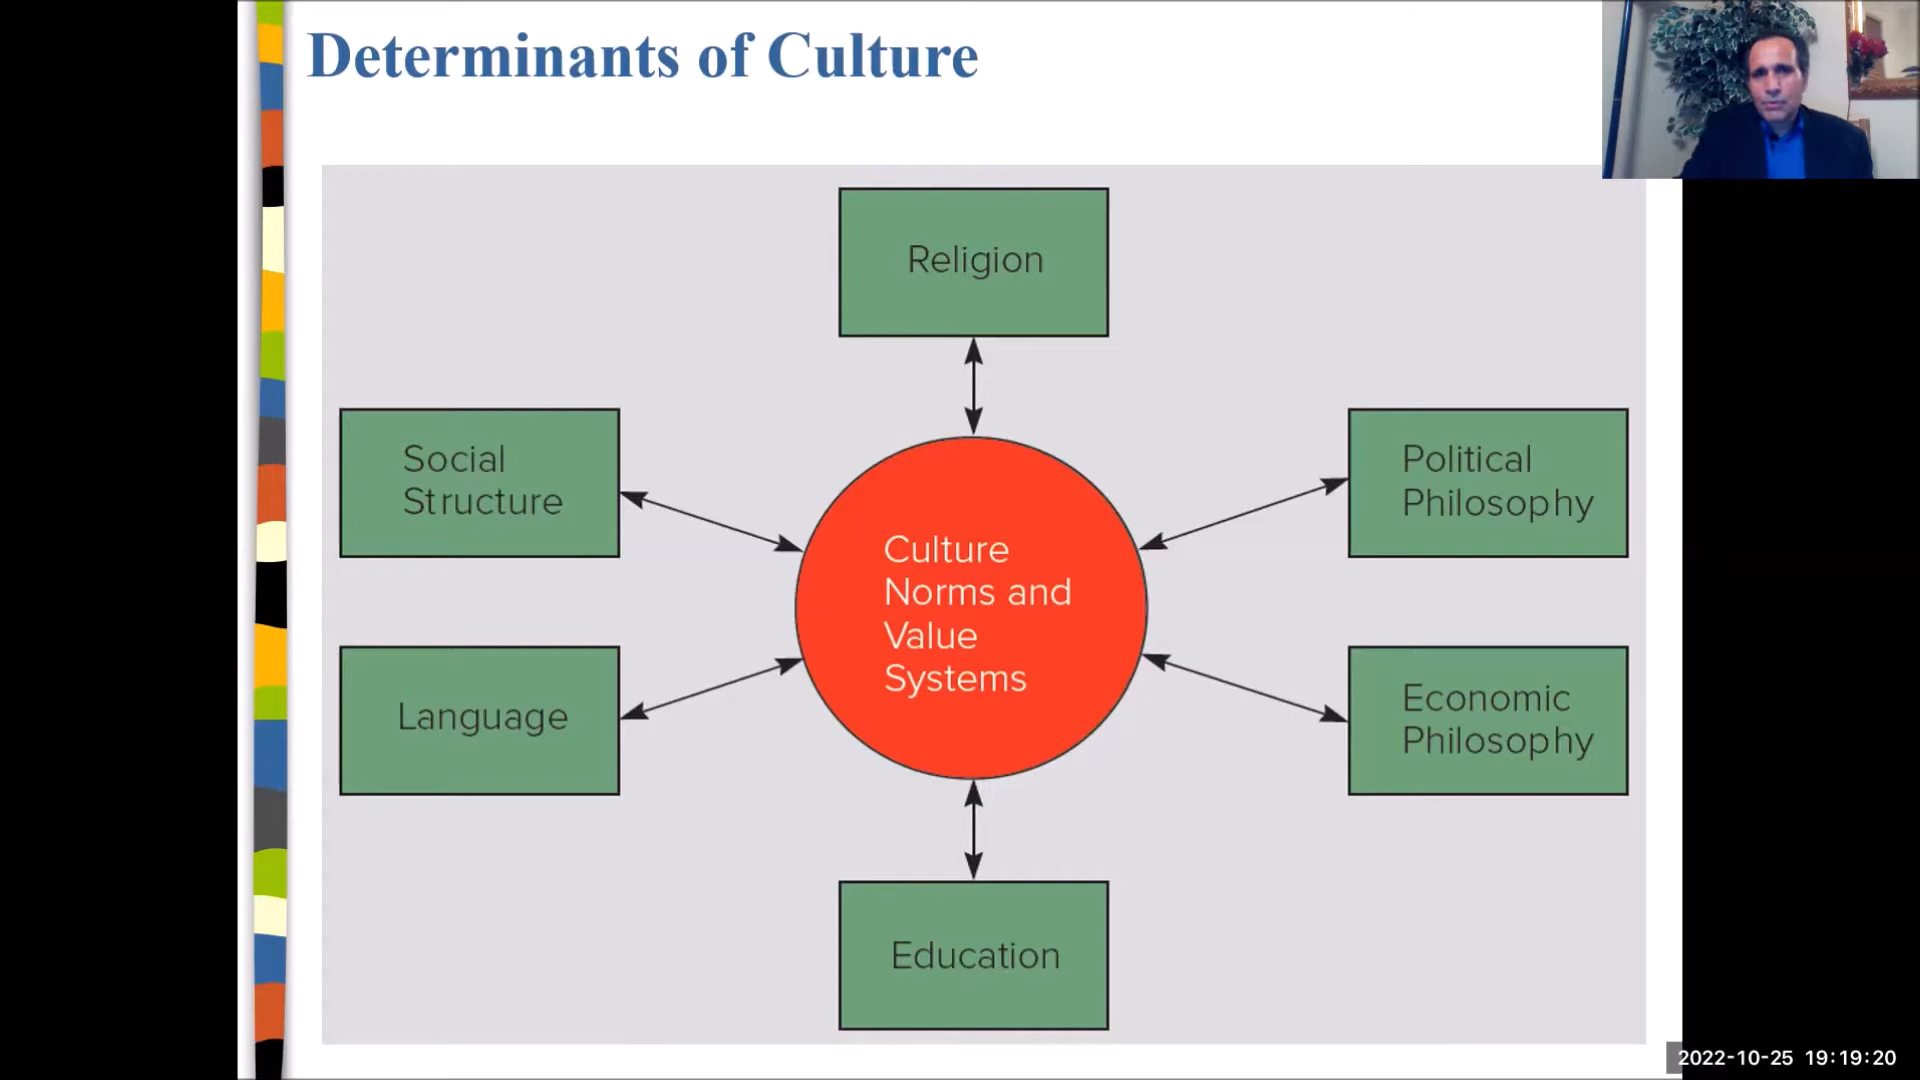 Determinants of Culture
Religion
Social
Structure
Political
Philosophy
Culture
Norms and
Value
Systems
Language
Economic
Philosophy
Education
2022-10-25 19:19:20